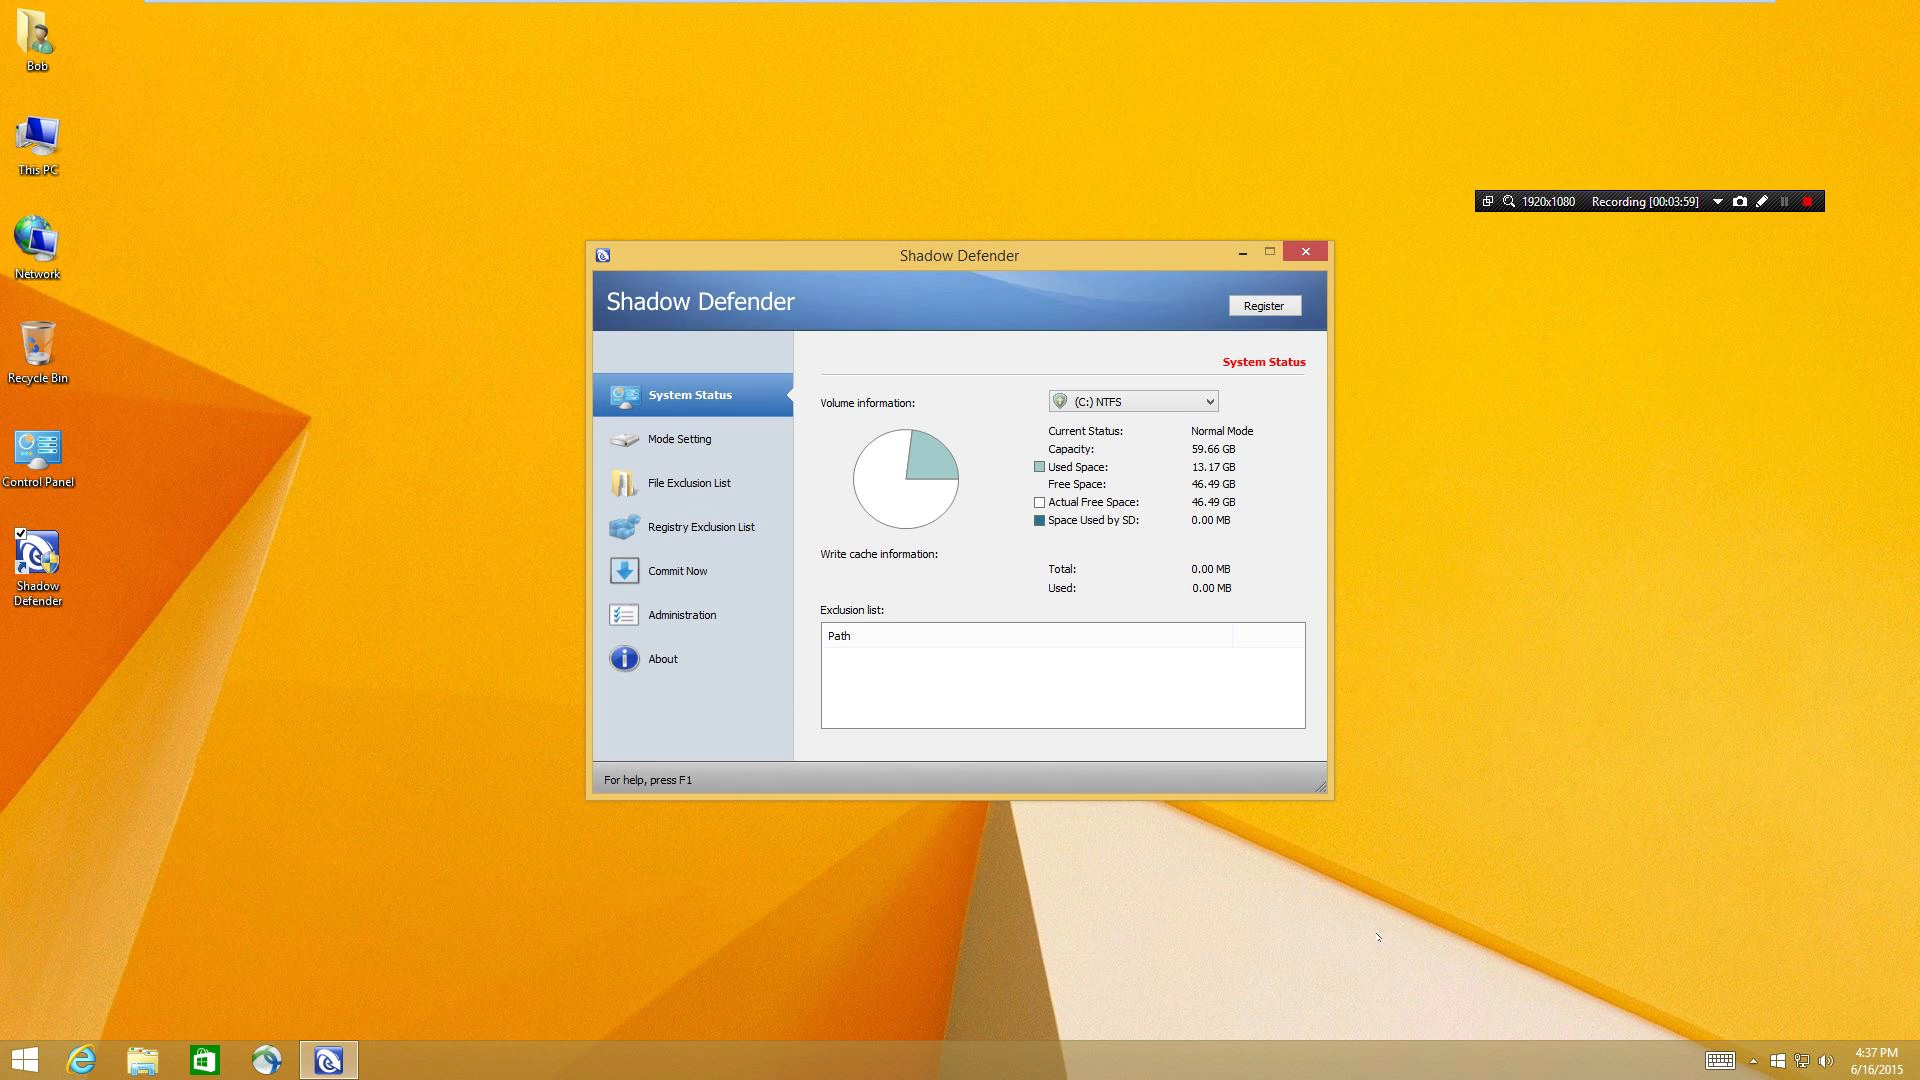 Bob
This PC
Network
Recycle Bin
Control Panel
Shadow
Defender
1920x1080 Recording [00:03:59]
Shadow Defender
Shadow Defender
Register
System Status
Mode Setting
File Exclusion List
Registry Exclusion List
Commit Now
Administration
About
System Status
Volume information: (C:) NTFS
Current Status: Normal Mode
Capacity: 59.66 GB
Used Space: 13.17 GB
Free Space: 46.49 GB
Actual Free Space: 46.49 GB
Space Used by SD: 0.00 MB
Write cache information:
Total: 0.00 MB
Used: 0.00 MB
Exclusion list:
Path
For help, press F1
4:37 PM
6/16/2015